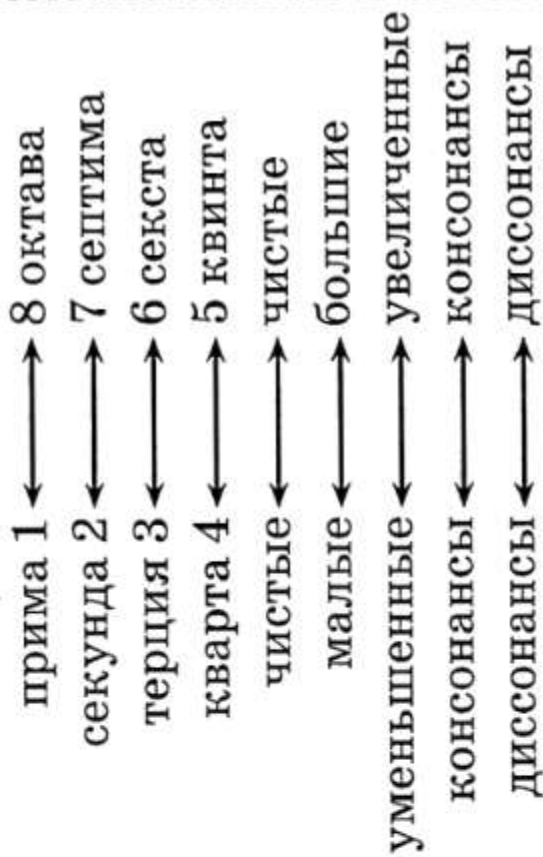 прима 1 ⟷ 8 октава
секунда 2 ⟷ 7 септима
терция 3 ⟷ 6 секста
кварта 4 ⟷ 5 квинта
чистые ⟷ чистые
малые ⟷ большие
уменьшенные ⟷ увеличенные
консонансы ⟷ консонансы
диссонансы ⟷ диссонансы